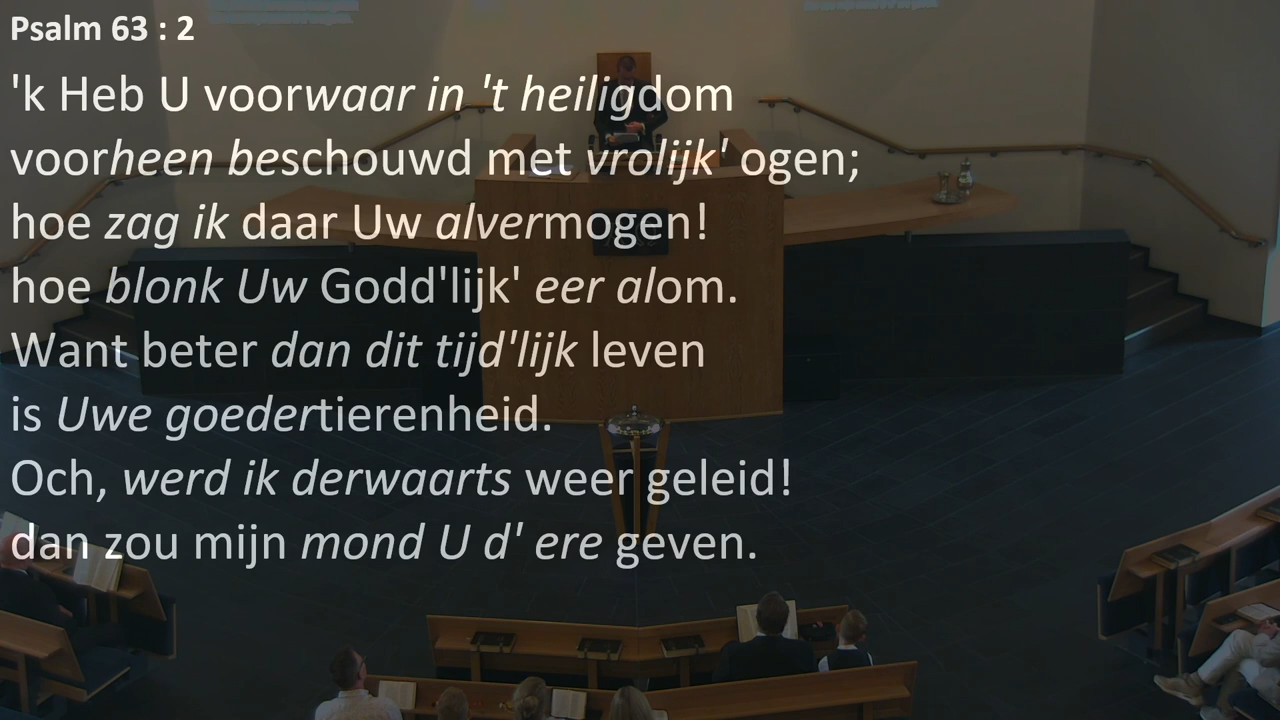 Psalm 63 : 2
'k Heb U voorwaar in 't heiligdom
voorheen beschouwd met vrolijk' ogen;
hoe zag ik daar Uw alvermogen!
hoe blonk Uw Godd'lijk' eer alom.
Want beter dan dit tijd'lijk leven
is Uwe goedertierenheid.
Och, werd ik derwaarts weer geleid!
dan zou mijn mond U d' ere geven.